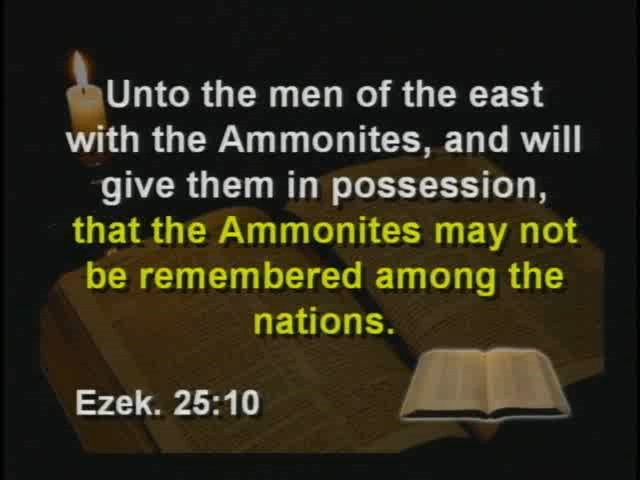 Unto the men of the east
with the Ammonites, and will
give them in possession,
that the Ammonites may not
be remembered among the
nations.
Ezek. 25:10